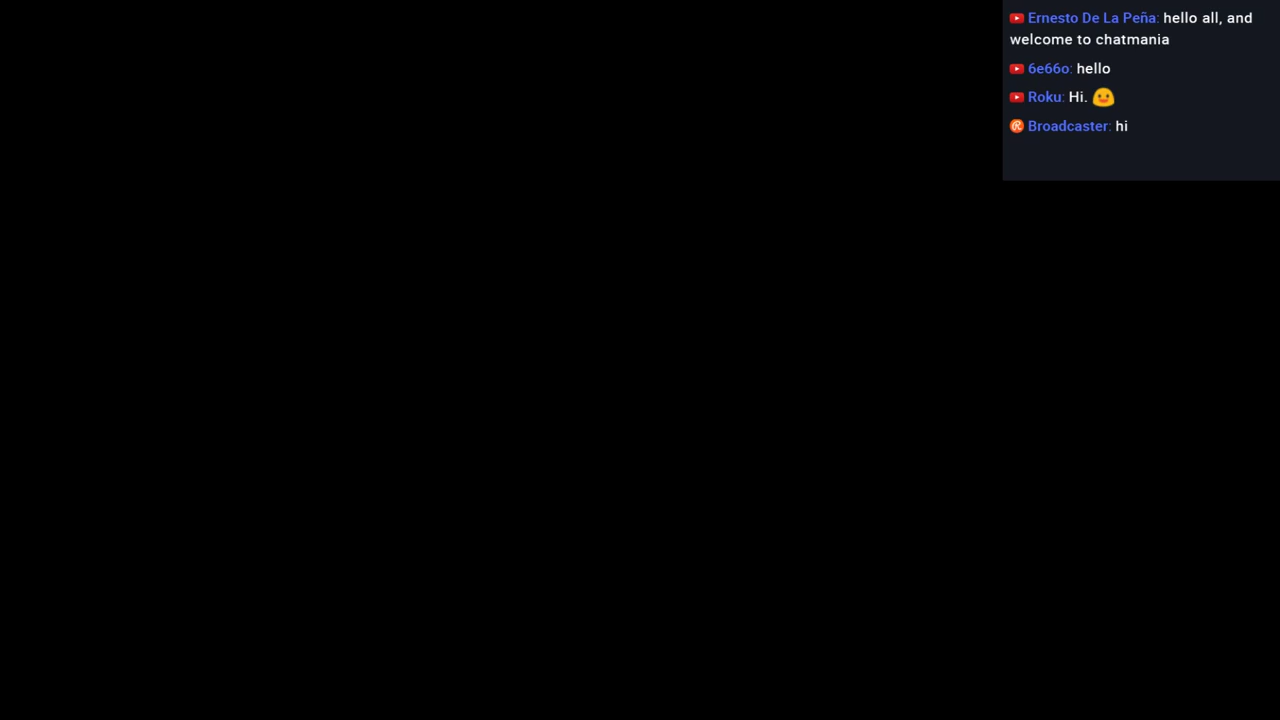 Ernesto De La Peña: hello all, and
welcome to chatmania
6e66o: hello
Roku: Hi.
Broadcaster: hi